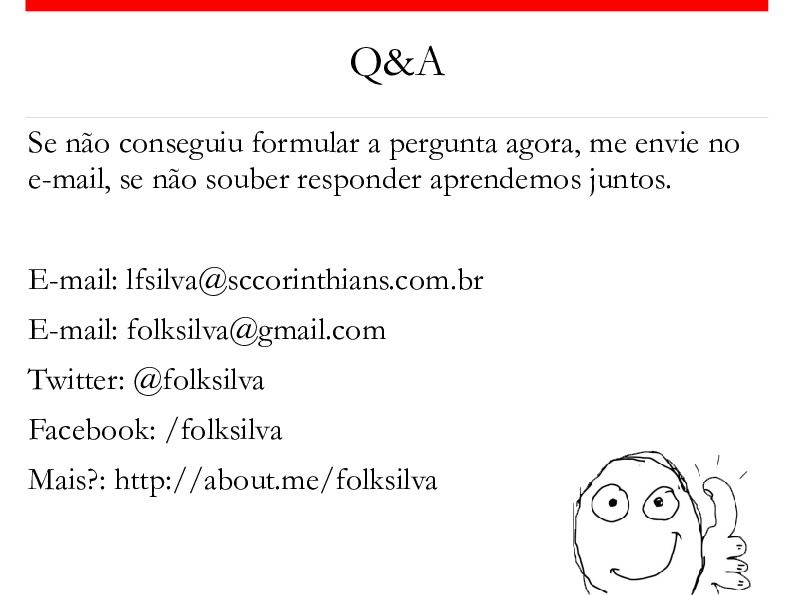 Q&A
Se não conseguiu formular a pergunta agora, me envie no
e-mail, se não souber responder aprendemos juntos.
E-mail: lfsilva@sccorinthians.com.br
E-mail: folksilva@gmail.com
Twitter: @folksilva
Facebook: /folksilva
Mais?: http://about.me/folksilva